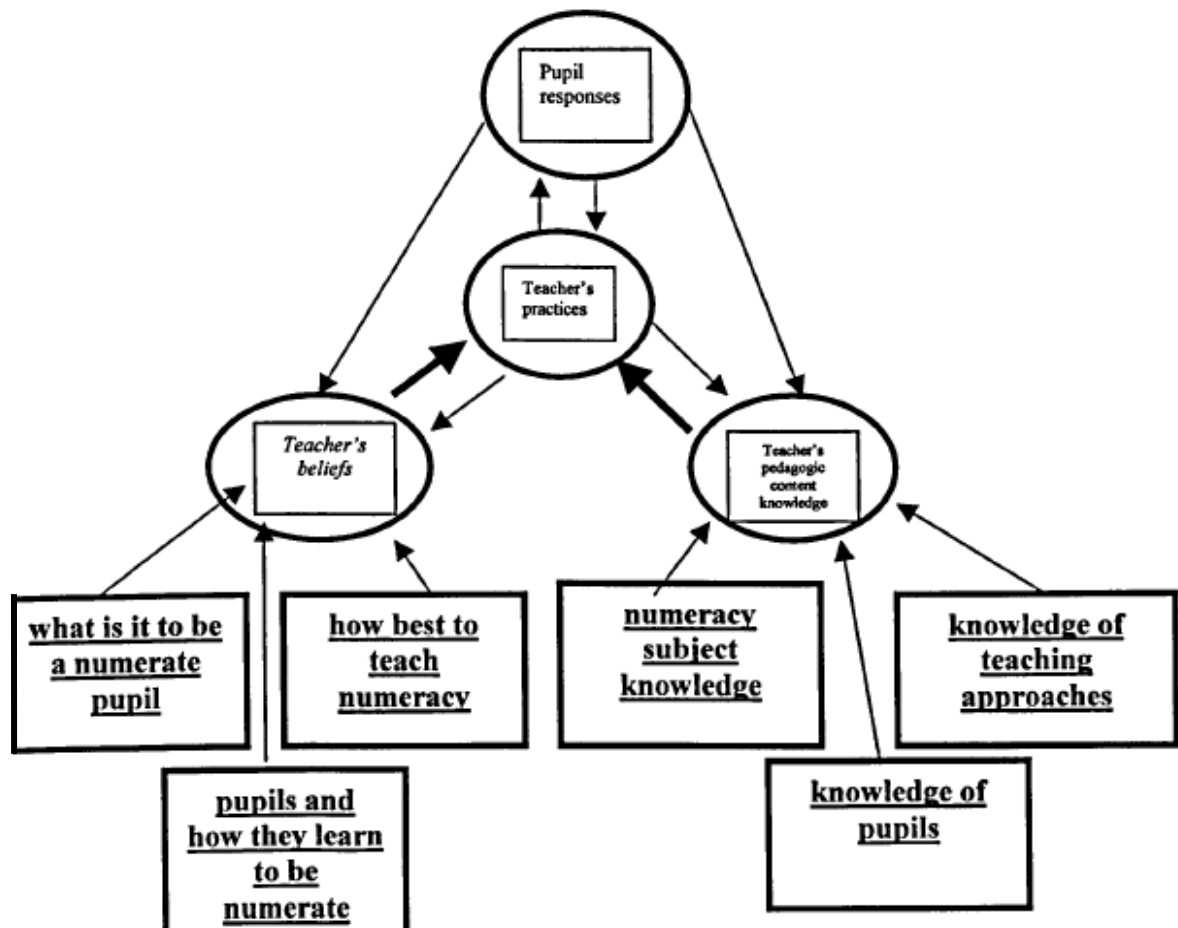 Pupil
responses
Teacher's
practices
Teacher's
beliefs
Teacher's
pedagogic
content
knowledge
what is it to be
a numerate
pupil
how best to
teach
numeracy
numeracy
subject
knowledge
knowledge of
teaching
approaches
pupils and
how they learn
to be
numerate
knowledge of
pupils